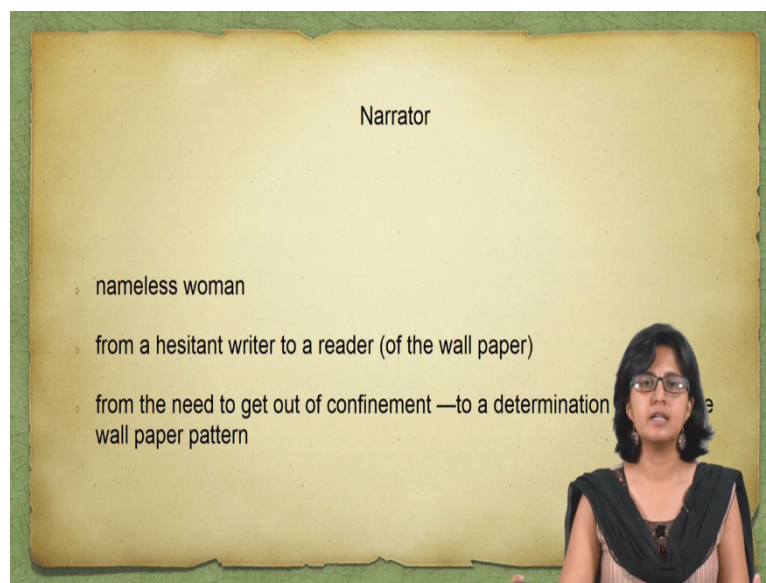 Narrator
nameless woman
from a hesitant writer to a reader (of the wall paper)
from the need to get out of confinement —to a determination
wall paper pattern